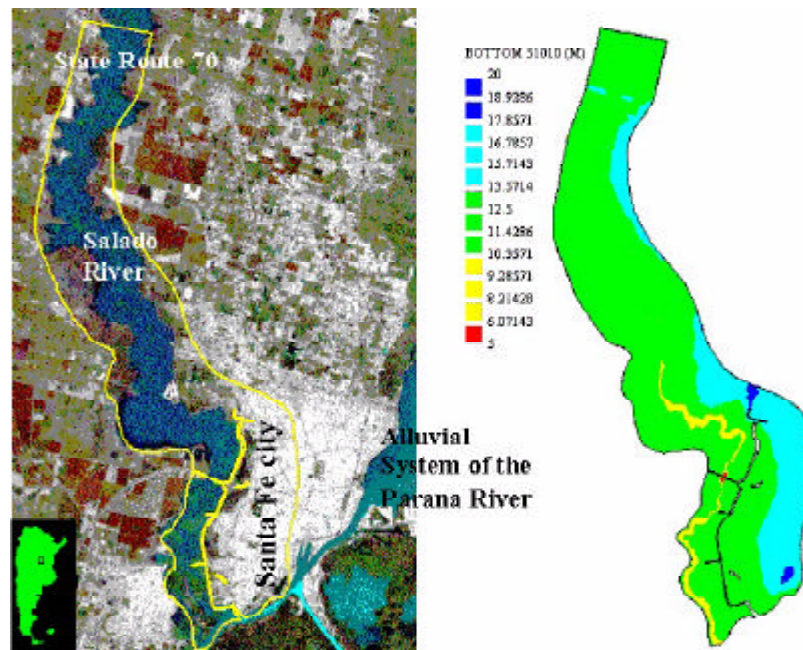 State Route 70
Salado
River
Santa Fe city
Alluvial
System of the
Parana River
BOTTOM 51010 (M)
20
18.9286
17.8571
16.7857
15.7143
13.5714
12.5
11.4286
10.3571
9.28571
8.21428
6.07143
5